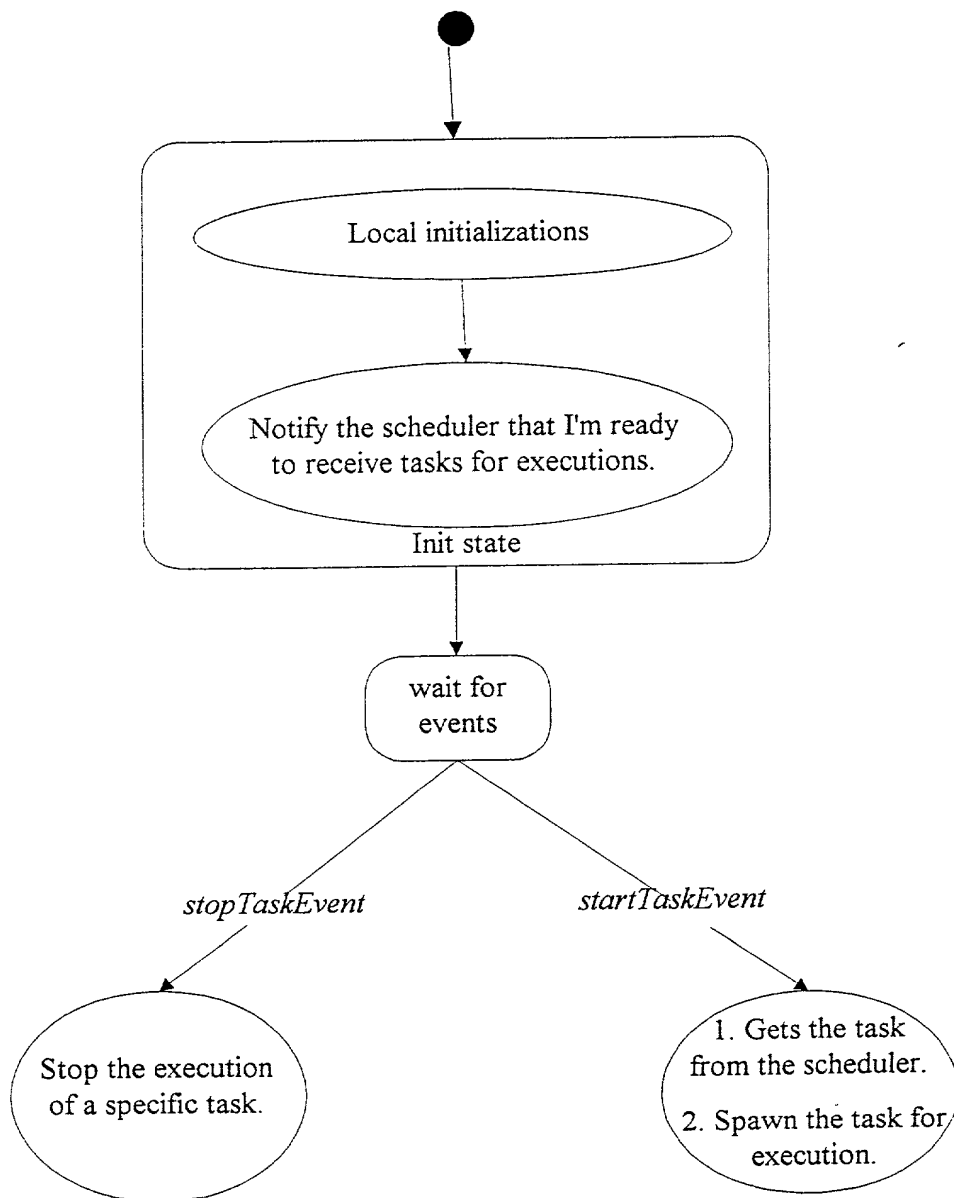 Local initializations
Notify the scheduler that I'm ready
to receive tasks for executions.
Init state
wait for
events
stopTaskEvent
startTaskEvent
Stop the execution
of a specific task.
1. Gets the task
from the scheduler.
2. Spawn the task for
execution.